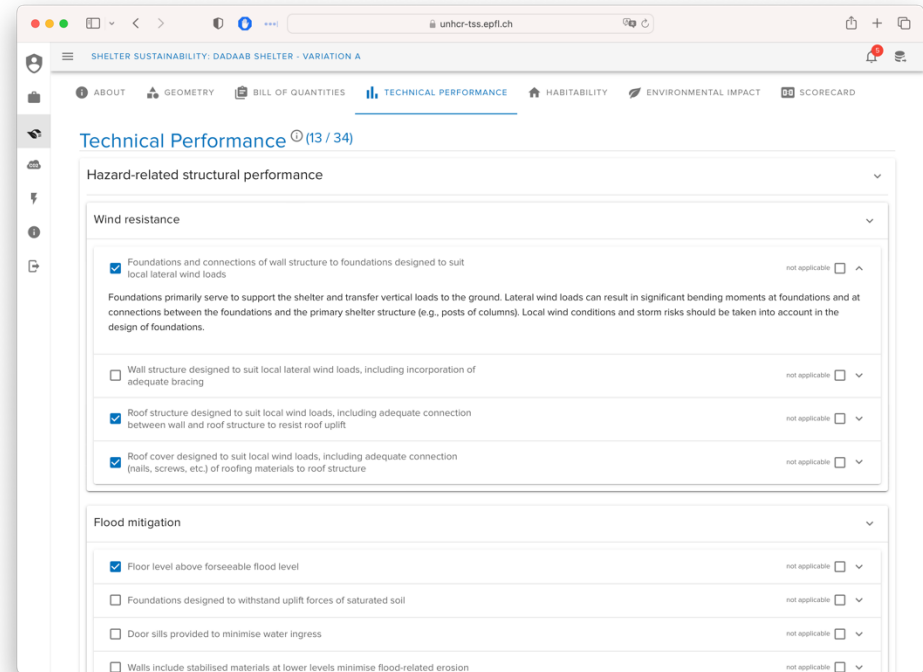 unhcr-tss.epfl.ch
SHELTER SUSTAINABILITY: DADAAB SHELTER - VARIATION A
5
ABOUT
GEOMETRY
BILL OF QUANTITIES
TECHNICAL PERFORMANCE
HABITABILITY
ENVIRONMENTAL IMPACT
SCORECARD
Technical Performance (13 / 34)
Hazard-related structural performance
Wind resistance
Foundations and connections of wall structure to foundations designed to suit
local lateral wind loads
not applicable
Foundations primarily serve to support the shelter and transfer vertical loads to the ground. Lateral wind loads can result in significant bending moments at foundations and at
connections between the foundations and the primary shelter structure (e.g., posts of columns). Local wind conditions and storm risks should be taken into account in the
design of foundations.
Wall structure designed to suit local lateral wind loads, including incorporation of
adequate bracing
not applicable
Roof structure designed to suit local wind loads, including adequate connection
between wall and roof structure to resist roof uplift
not applicable
Roof cover designed to suit local wind loads, including adequate connection
(nails, screws, etc.) of roofing materials to roof structure
not applicable
Flood mitigation
Floor level above forseeable flood level
not applicable
Foundations designed to withstand uplift forces of saturated soil
not applicable
Door sills provided to minimise water ingress
not applicable
Walls include stabilised materials at lower levels minimise flood-related erosion
not applicable